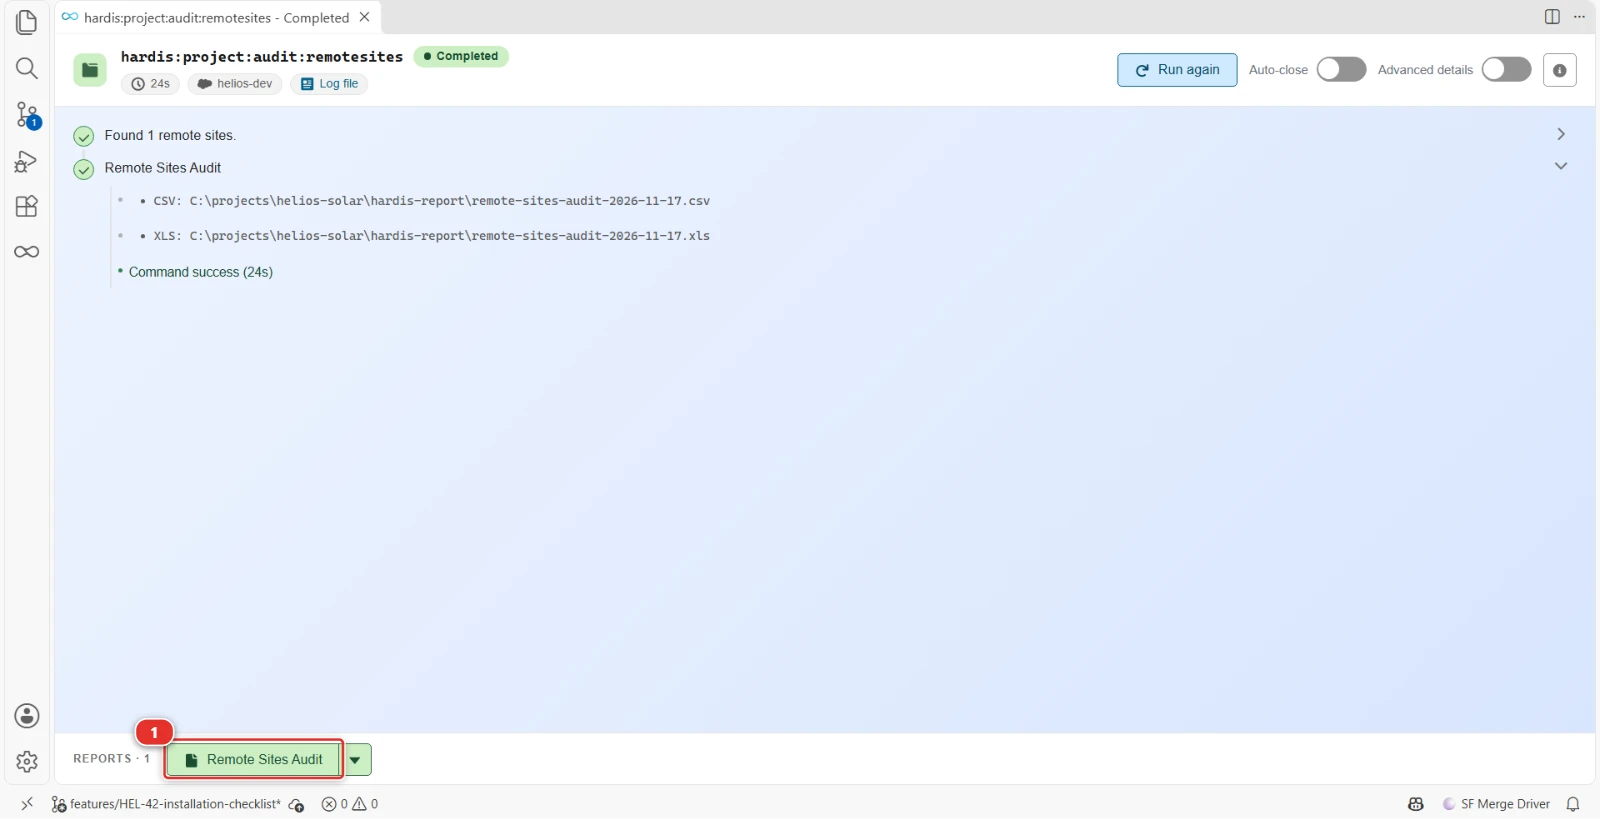 hardis:project:audit:remotesites - Completed
hardis:project:audit:remotesites
Completed
24s
helios-dev
Log file
Run again
Auto-close
Advanced details
1
Found 1 remote sites.
Remote Sites Audit
• CSV: C:\projects\helios-solar\hardis-report\remote-sites-audit-2026-11-17.csv
• XLS: C:\projects\helios-solar\hardis-report\remote-sites-audit-2026-11-17.xls
• Command success (24s)
1
REPORTS · 1
Remote Sites Audit
features/HEL-42-installation-checklist*
0
0
SF Merge Driver